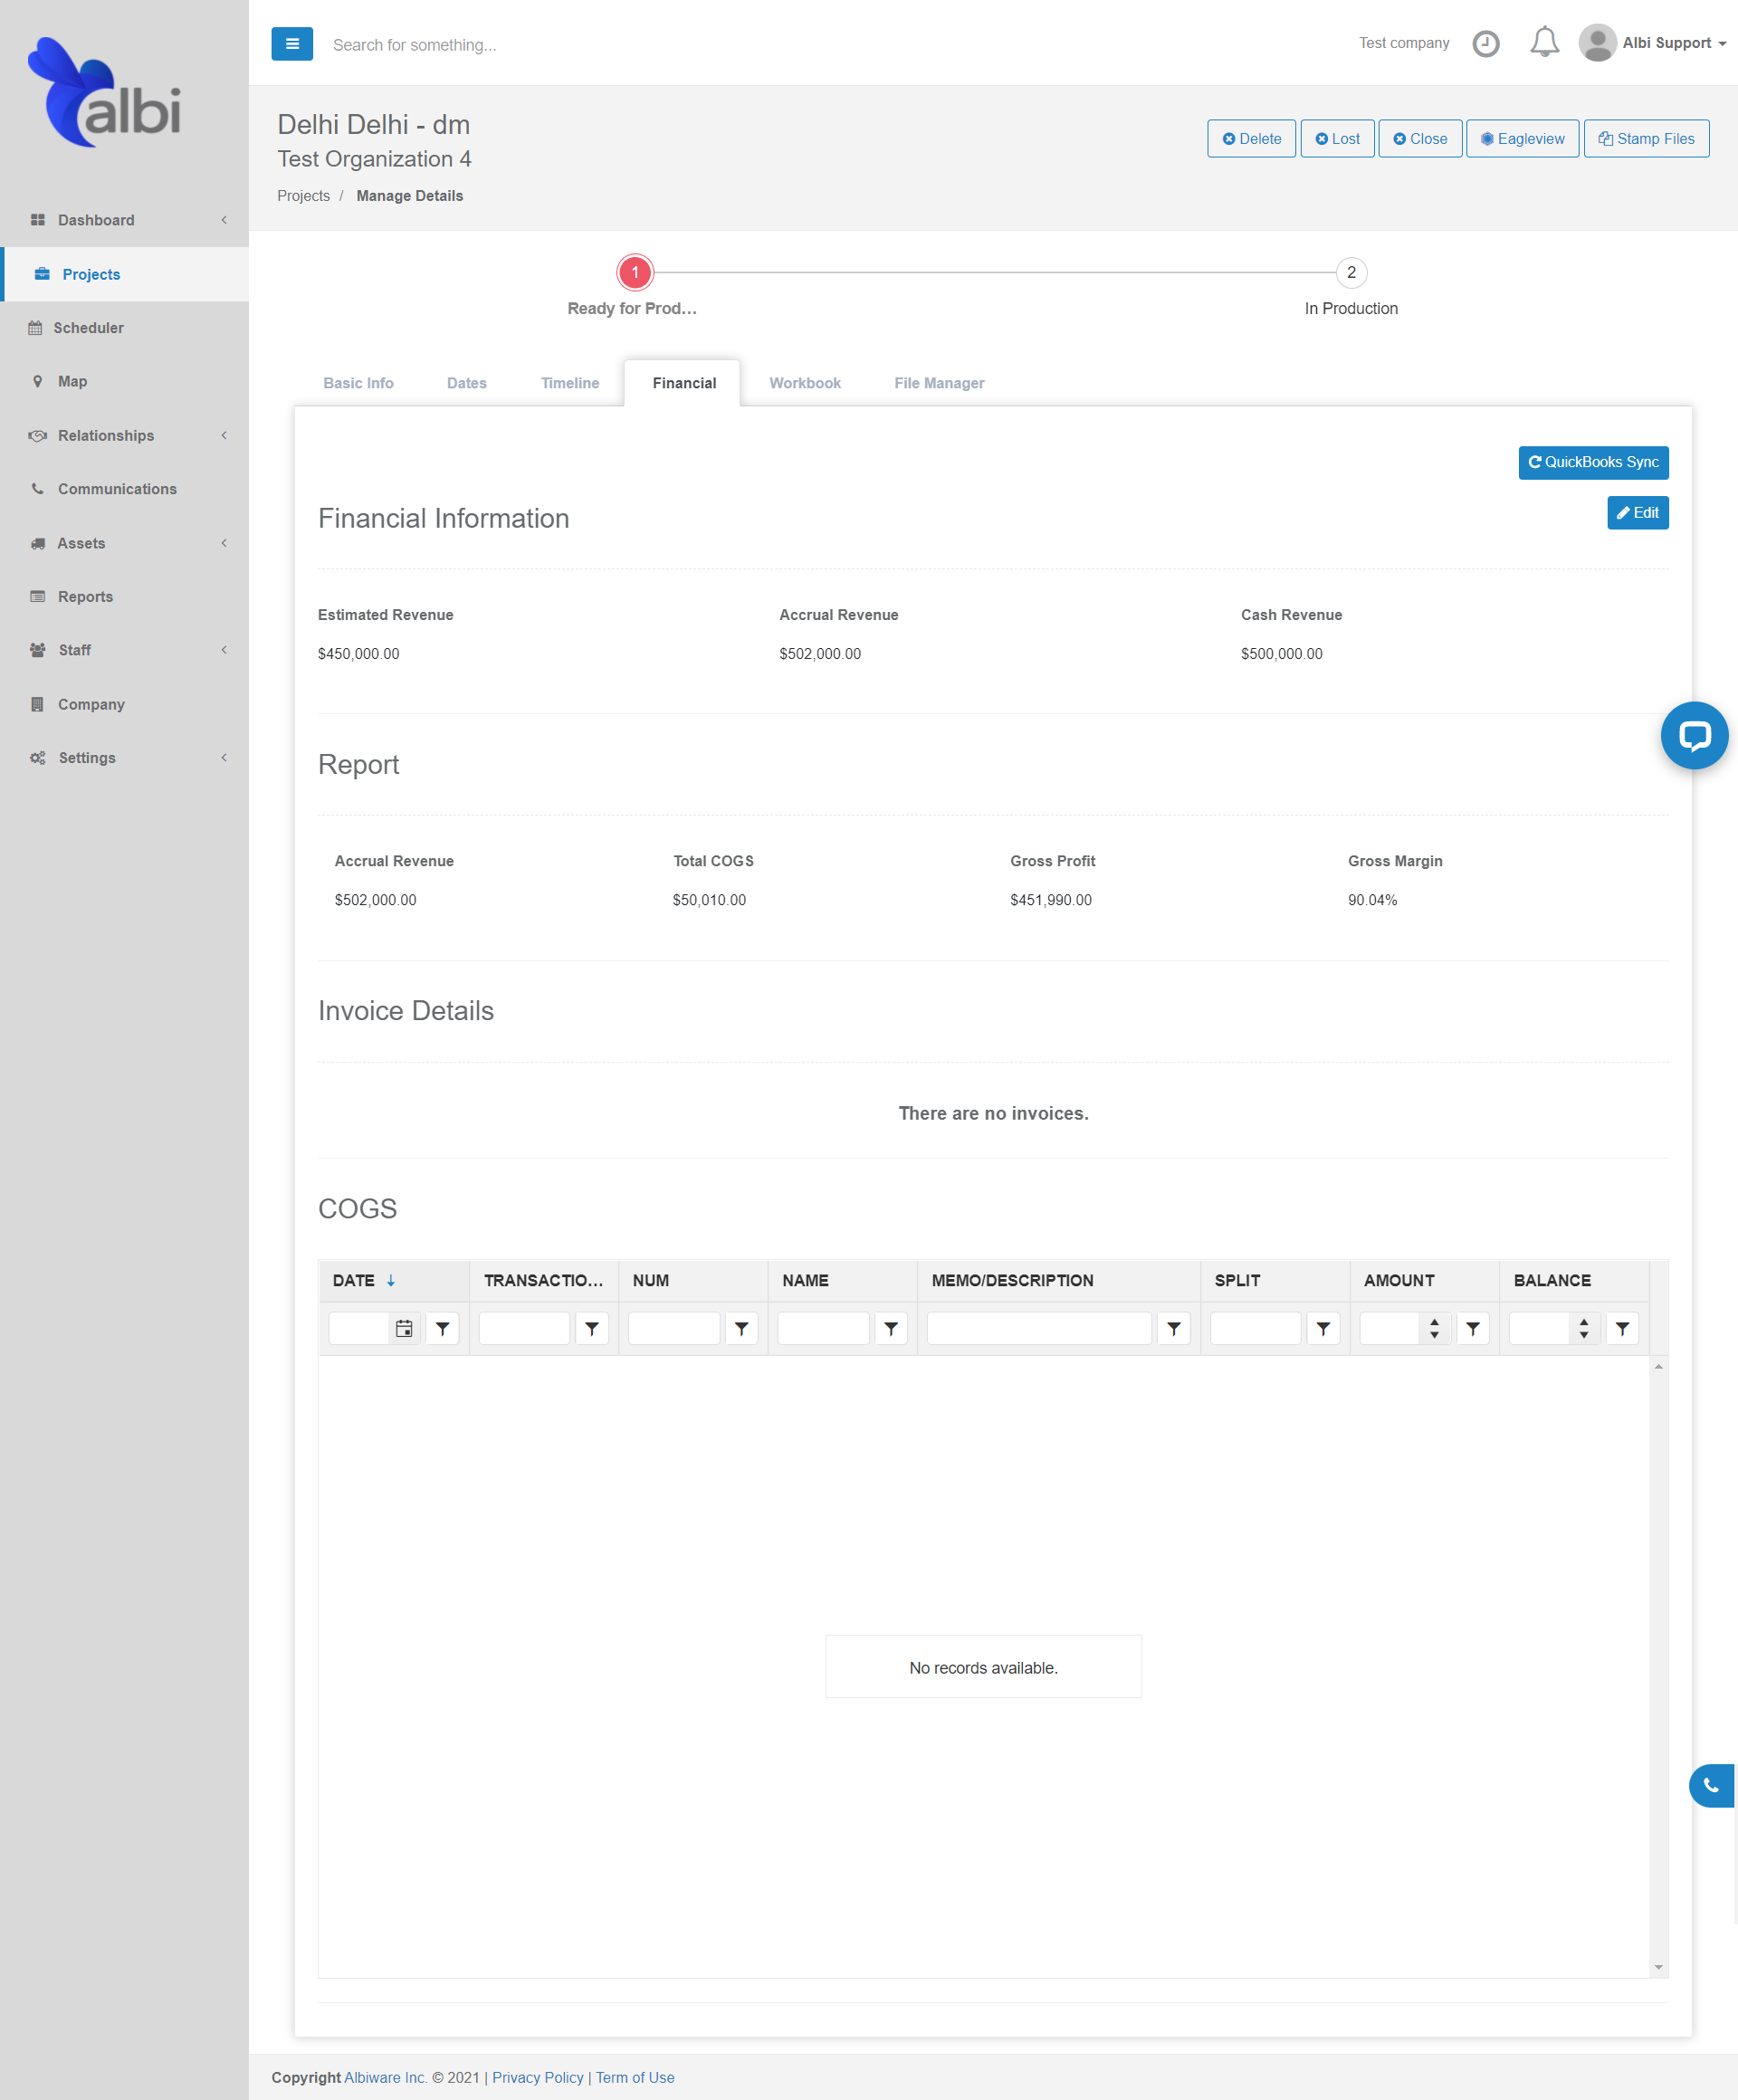 albi
Search for something...
Test company
Albi Support
Delhi Delhi - dm
Test Organization 4
Projects / Manage Details
Delete
Lost
Close
Eagleview
Stamp Files
Dashboard
Projects
Scheduler
Map
Relationships
Communications
Assets
Reports
Staff
Company
Settings
1
2
Ready for Prod...
In Production
Basic Info
Dates
Timeline
Financial
Workbook
File Manager
QuickBooks Sync
Financial Information
Edit
Estimated Revenue
Accrual Revenue
Cash Revenue
$450,000.00
$502,000.00
$500,000.00
Report
Accrual Revenue
Total COGS
Gross Profit
Gross Margin
$502,000.00
$50,010.00
$451,990.00
90.04%
Invoice Details
There are no invoices.
COGS
DATE
TRANSACTIO...
NUM
NAME
MEMO/DESCRIPTION
SPLIT
AMOUNT
BALANCE
No records available.
Copyright Albiware Inc. © 2021 | Privacy Policy | Term of Use